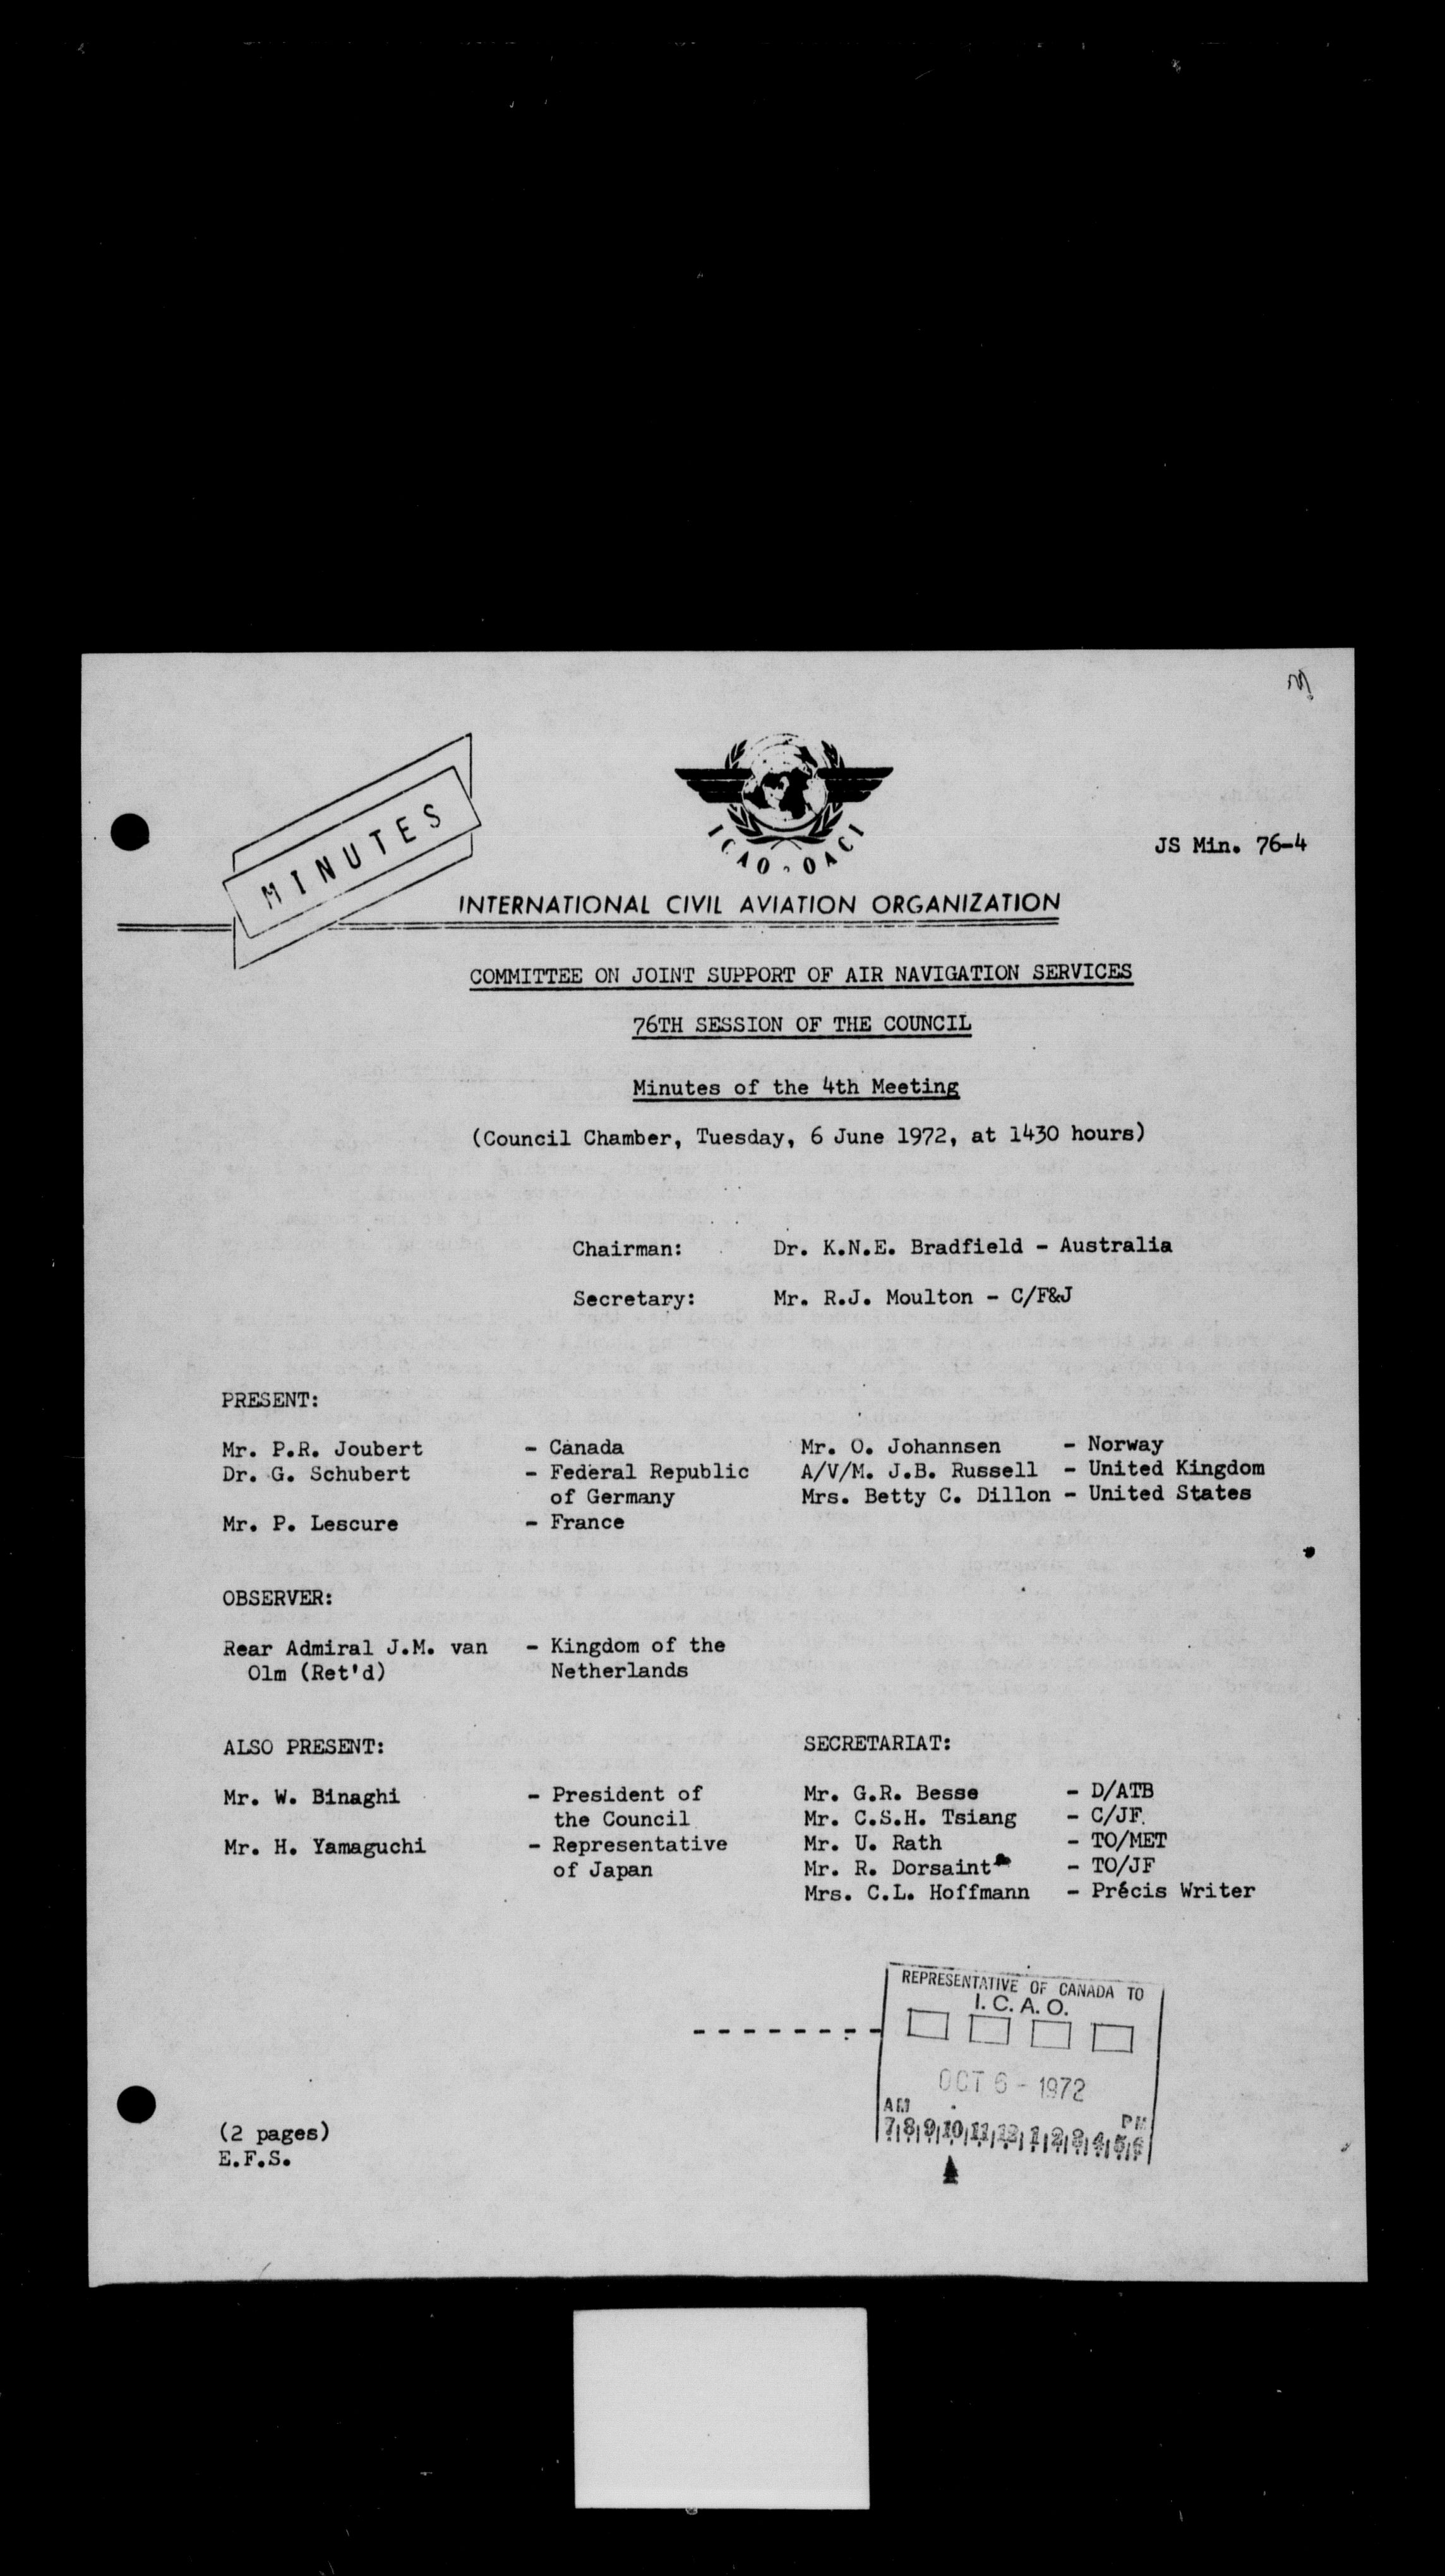 MINUTES
ICAO - OACI
JS Min. 76-4
INTERNATIONAL CIVIL AVIATION ORGANIZATION
COMMITTEE ON JOINT SUPPORT OF AIR NAVIGATION SERVICES
76TH SESSION OF THE COUNCIL
Minutes of the 4th Meeting
(Council Chamber, Tuesday, 6 June 1972, at 1430 hours)
Chairman: Dr. K.N.E. Bradfield - Australia
Secretary: Mr. R.J. Moulton - C/F&J
PRESENT:
Mr. P.R. Joubert - Canada
Dr. G. Schubert - Federal Republic
of Germany
Mr. P. Lescure - France
Mr. O. Johannsen - Norway
A/V/M. J.B. Russell - United Kingdom
Mrs. Betty C. Dillon - United States
OBSERVER:
Rear Admiral J.M. van - Kingdom of the
Olm (Ret'd) Netherlands
ALSO PRESENT:
Mr. W. Binaghi - President of
the Council
Mr. H. Yamaguchi - Representative
of Japan
SECRETARIAT:
Mr. G.R. Besse - D/ATB
Mr. C.S.H. Tsiang - C/JF.
Mr. U. Rath - TO/MET
Mr. R. Dorsaint - TO/JF
Mrs. C.L. Hoffmann - Précis Writer
--------
REPRESENTATIVE OF CANADA TO
I.C.A.O.
OCT 6 - 1972
AM PM
7,8,9,10,11,12,1,2,3,4,5,6
(2 pages)
E.F.S.